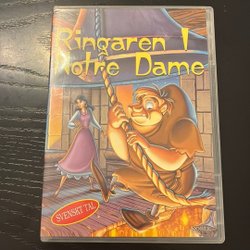 Ringaren I
Notre Dame
SVENSKT TAL